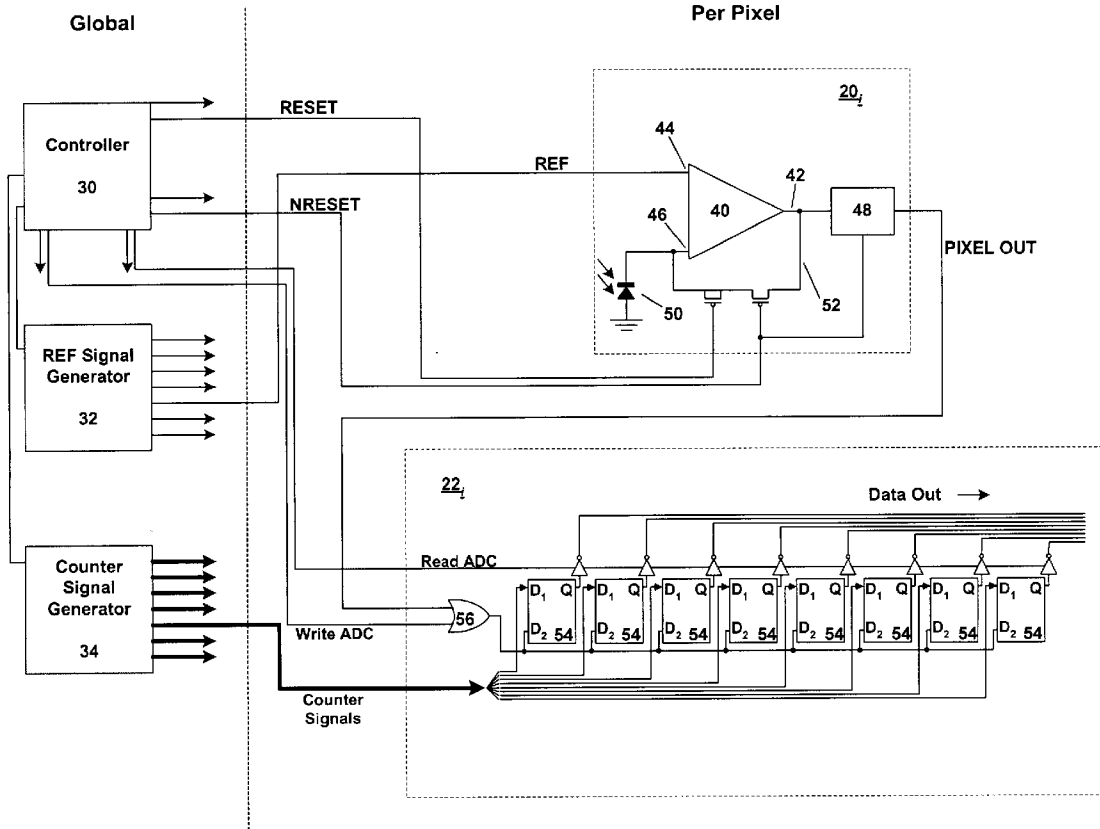 Global
Per Pixel
Controller
30
RESET
REF
NRESET
20i
44
42
40
46
48
PIXEL OUT
50
52
REF Signal
Generator
32
22i
Data Out
Counter
Signal
Generator
34
Read ADC
Write ADC
56
D1 Q
D2 54
D1 Q
D2 54
D1 Q
D2 54
D1 Q
D2 54
D1 Q
D2 54
D1 Q
D2 54
D1 Q
D2 54
D1 Q
D2 54
Counter
Signals